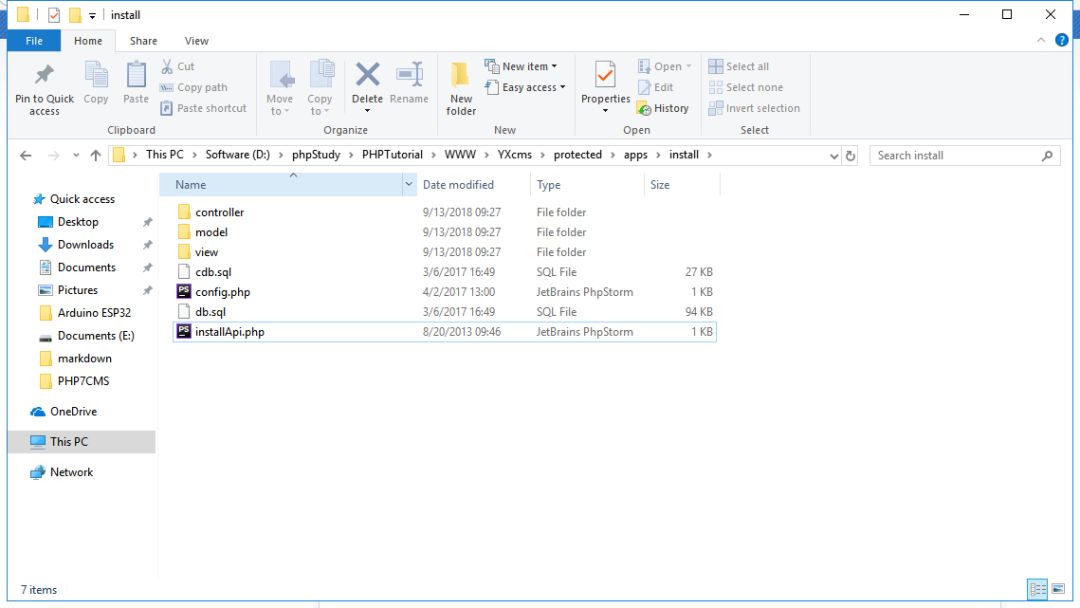 install
File Home Share View
Pin to Quick access
Copy
Paste
Cut
Copy path
Paste shortcut
Clipboard
Move to
Copy to
Delete
Rename
Organize
New folder
New item
Easy access
New
Properties
Open
Edit
History
Open
Select all
Select none
Invert selection
Select
This PC > Software (D:) > phpStudy > PHPTutorial > WWW > YXcms > protected > apps > install >
Search install
Quick access
Desktop
Downloads
Documents
Pictures
Arduino ESP32
Documents (E:)
markdown
PHP7CMS
OneDrive
This PC
Network
Name Date modified Type Size
controller 9/13/2018 09:27 File folder
model 9/13/2018 09:27 File folder
view 9/13/2018 09:27 File folder
cdb.sql 3/6/2017 16:49 SQL File 27 KB
PS config.php 4/2/2017 13:00 JetBrains PhpStorm 1 KB
db.sql 3/6/2017 16:49 SQL File 94 KB
PS installApi.php 8/20/2013 09:46 JetBrains PhpStorm 1 KB
7 items